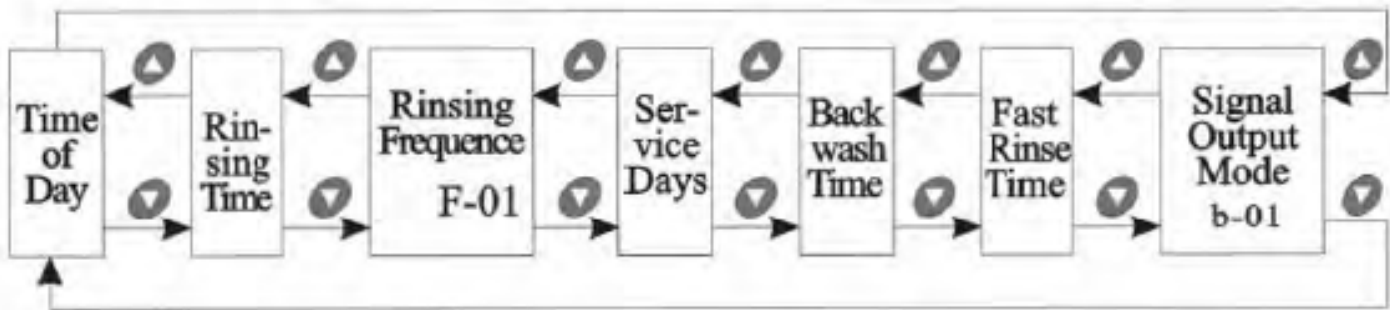 Time
of
Day
Rin-
sing
Time
Rinsing
Frequence
F-01
Ser-
vice
Days
Back
wash
Time
Fast
Rinse
Time
Signal
Output
Mode
b-01